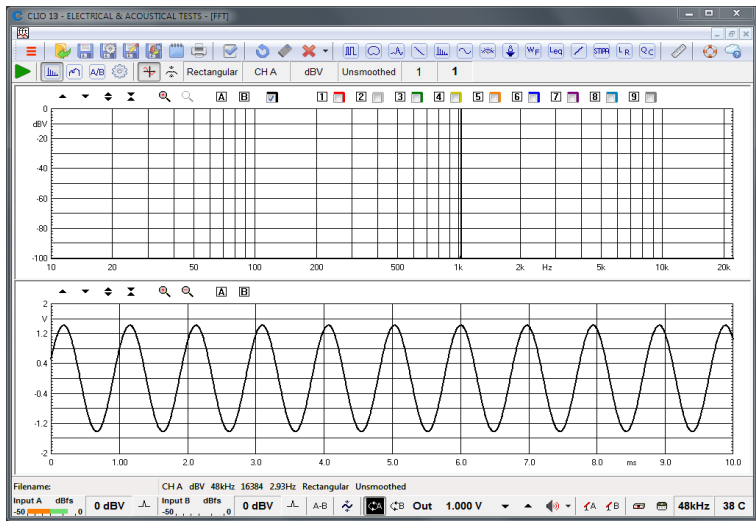 CLIO 13 - ELECTRICAL & ACOUSTICAL TESTS - [FFT]
WF Leq STIPA LR QC
A/B Rectangular CH A dBV Unsmoothed 1 1
A B 1 2 3 4 5 6 7 8 9
0
dBV
-20
-40
-60
-80
-100
10 20 50 100 200 500 1k 2k Hz 5k 10k 20k
A B
2
V
1.2
0.4
-0.4
-1.2
-2
0 1.00 2.0 3.0 4.0 5.0 6.0 7.0 8.0 ms 9.0 10.0
Filename: CH A dBV 48kHz 16384 2.93Hz Rectangular Unsmoothed
Input A dBfs
-50 0
0 dBV
Input B dBfs
-50 0
0 dBV
A-B A B Out 1.000 V A B 48kHz 38 C